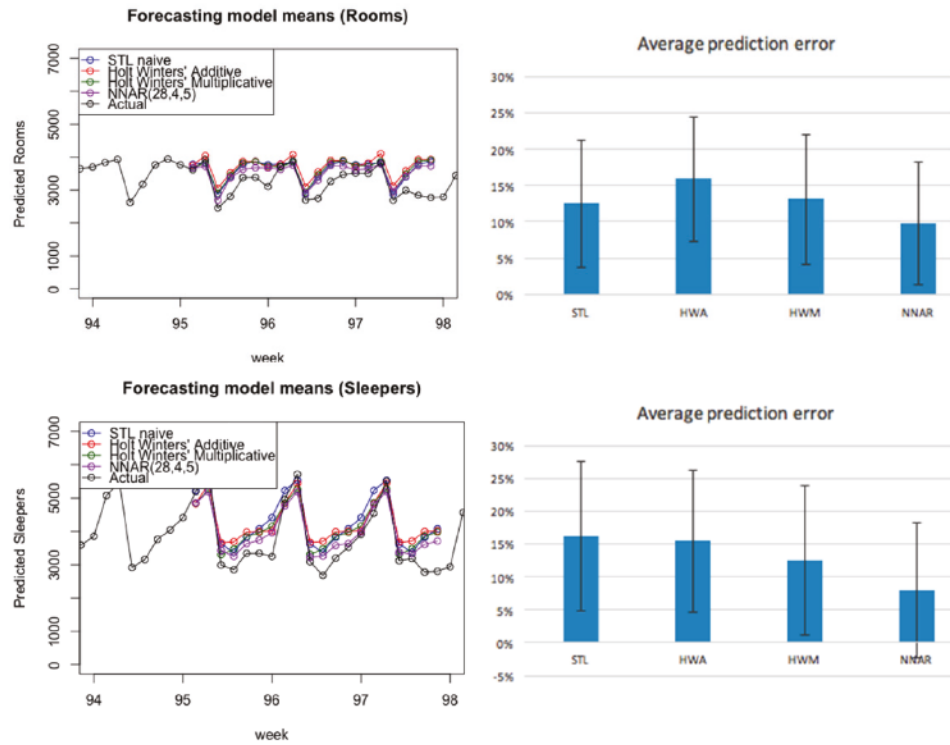 Forecasting model means (Rooms)
STL naive
Holt Winters' Additive
Holt Winters' Multiplicative
NNAR(28,4,5)
Actual
Predicted Rooms
7000
5000
3000
1000
0
94
95
96
97
98
week
Average prediction error
30%
25%
20%
15%
10%
5%
0%
STL
HWA
HWM
NNAR
Forecasting model means (Sleepers)
STL naive
Holt Winters' Additive
Holt Winters' Multiplicative
NNAR(28,4,5)
Actual
Predicted Sleepers
7000
5000
3000
1000
0
94
95
96
97
98
week
Average prediction error
30%
25%
20%
15%
10%
5%
0%
-5%
STL
HWA
HWM
NNAR